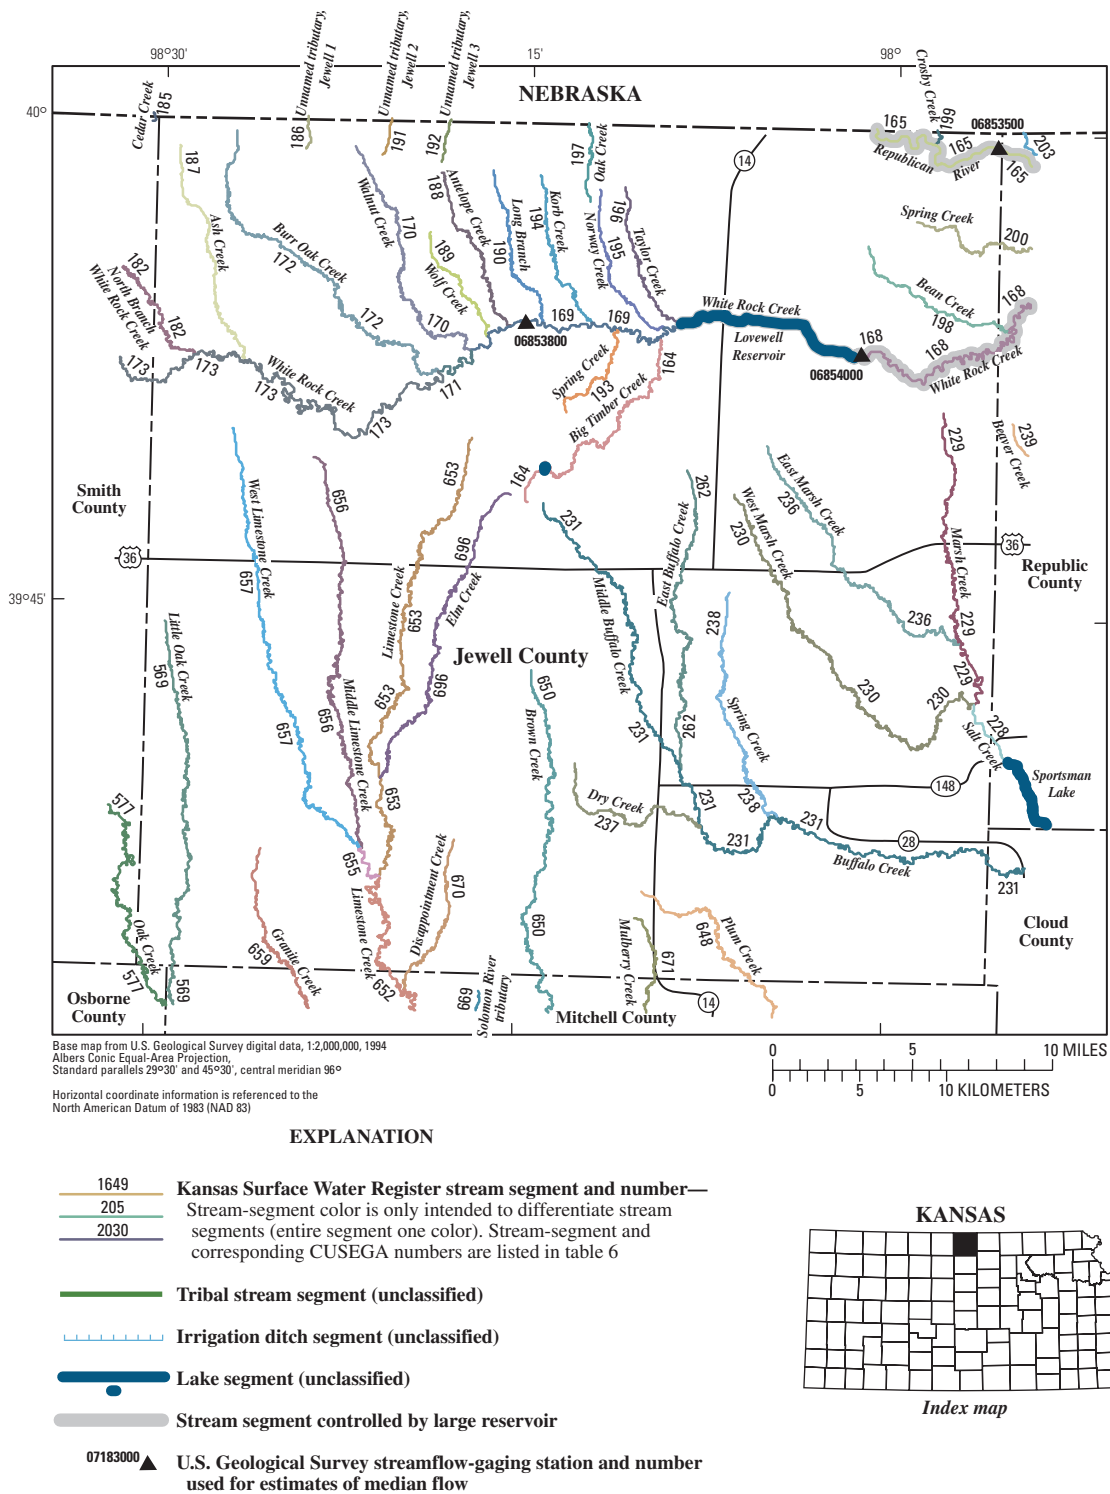 98°30'
15'
98°
40°
39°45'
Cedar Creek
185
Unnamed tributary,
Jewell 1
186
Unnamed tributary,
Jewell 2
191
Unnamed tributary,
Jewell 3
192
NEBRASKA
Crosby Creek
199
06853500
165
165
165
Republican
River
203
187
Ash Creek
Burr Oak Creek
172
172
Walnut Creek
170
170
188
Antelope Creek
189
Wolf Creek
190
Long Branch
194
Korb Creek
197
Oak Creek
195
Norway Creek
196
Taylor Creek
14
Spring Creek
200
Bean Creek
198
182
182
North Branch
White Rock Creek
173
173
173
173
White Rock Creek
171
169
169
06853800
Spring Creek
193
164
164
Big Timber Creek
White Rock Creek
Lovewell
Reservoir
06854000
168
168
168
White Rock Creek
239
Beaver Creek
229
229
229
Marsh Creek
Smith
County
36
36
Republic
County
West Limestone Creek
657
657
656
656
Middle Limestone Creek
653
653
653
653
Limestone Creek
696
696
Elm Creek
231
231
231
231
231
231
Middle Buffalo Creek
262
262
East Buffalo Creek
230
230
230
West Marsh Creek
236
236
East Marsh Creek
238
238
Spring Creek
Jewell County
Little Oak Creek
569
569
650
650
Brown Creek
228
Salt Creek
Sportsman
Lake
148
28
Dry Creek
237
Buffalo Creek
577
577
Oak Creek
655
Limestone Creek
652
Disappointment Creek
670
659
Granite Creek
669
Solomon River
tributary
Mulberry Creek
671
648
Plum Creek
14
Cloud
County
Osborne
County
Mitchell County
Base map from U.S. Geological Survey digital data, 1:2,000,000, 1994
Albers Conic Equal-Area Projection,
Standard parallels 29°30' and 45°30', central meridian 96°
Horizontal coordinate information is referenced to the
North American Datum of 1983 (NAD 83)
0 5 10 MILES
0 5 10 KILOMETERS
EXPLANATION
1649
205
2030
Kansas Surface Water Register stream segment and number—
Stream-segment color is only intended to differentiate stream
segments (entire segment one color). Stream-segment and
corresponding CUSEGA numbers are listed in table 6
Tribal stream segment (unclassified)
Irrigation ditch segment (unclassified)
Lake segment (unclassified)
Stream segment controlled by large reservoir
07183000
U.S. Geological Survey streamflow-gaging station and number
used for estimates of median flow
KANSAS
Index map